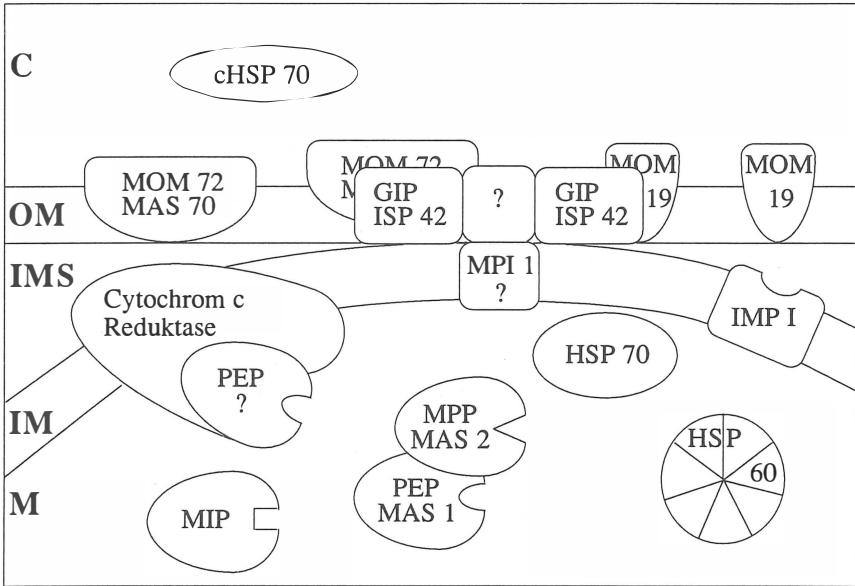 C
cHSP 70
MOM 72
MAS 70
MOM 72
M
GIP
ISP 42
?
GIP
ISP 42
MOM
19
MOM
19
OM
IMS
MPI 1
?
Cytochrom c
Reduktase
IMP I
HSP 70
PEP
?
IM
MPP
MAS 2
HSP
60
PEP
MAS 1
M
MIP